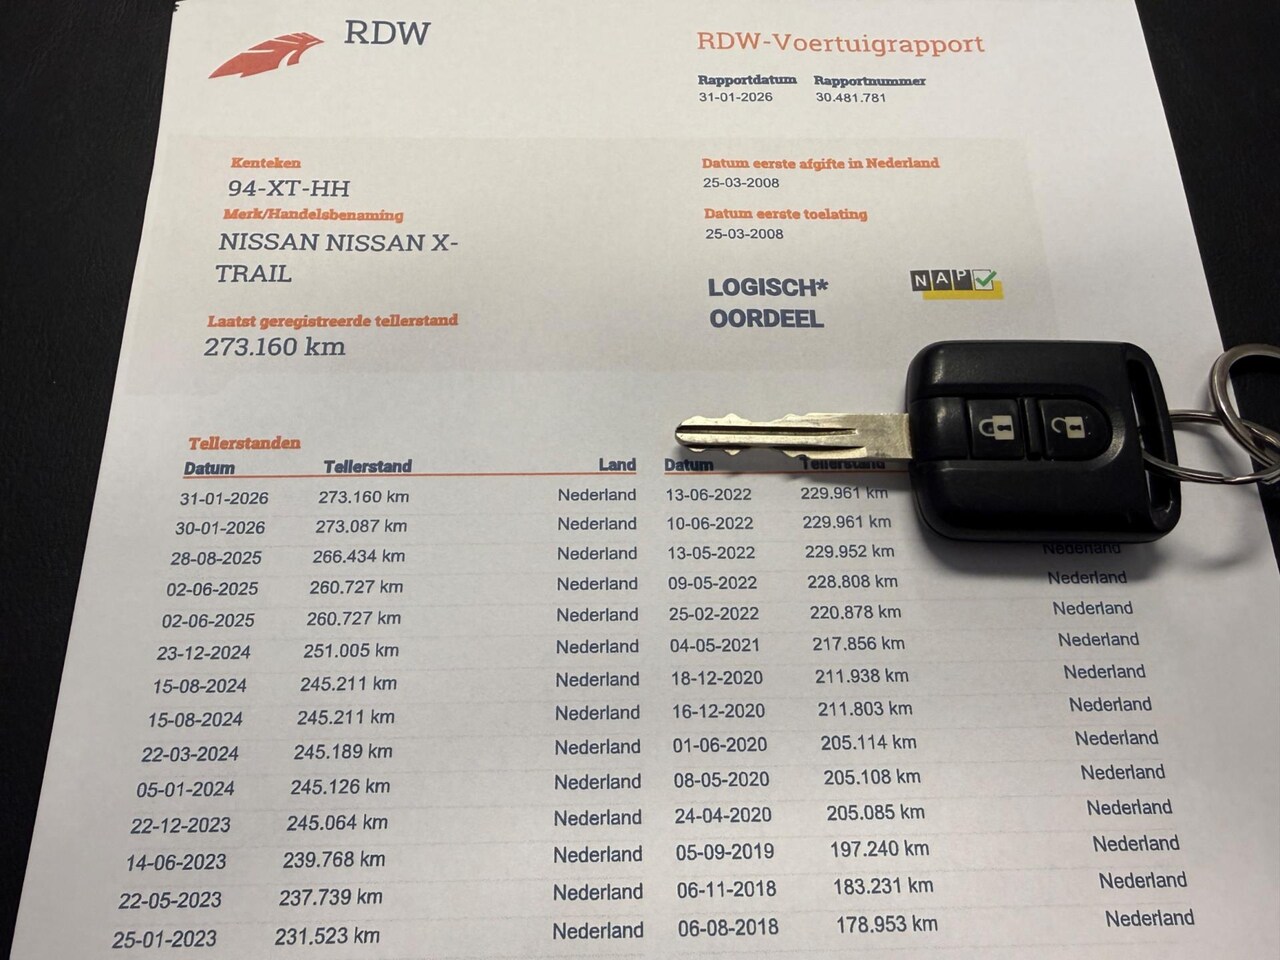 RDW
RDW-Voertuigrapport
Rapportdatum Rapportnummer
31-01-2026 30.481.781
Kenteken
94-XT-HH
Merk/Handelsbenaming
NISSAN NISSAN X-
TRAIL
Laatst geregistreerde tellerstand
273.160 km
Datum eerste afgifte in Nederland
25-03-2008
Datum eerste toelating
25-03-2008
LOGISCH*
OORDEEL
NAP
Tellerstanden
Datum Tellerstand Land Datum Tellerstand
31-01-2026 273.160 km Nederland 13-06-2022 229.961 km
30-01-2026 273.087 km Nederland 10-06-2022 229.961 km
28-08-2025 266.434 km Nederland 13-05-2022 229.952 km Nederland
02-06-2025 260.727 km Nederland 09-05-2022 228.808 km Nederland
02-06-2025 260.727 km Nederland 25-02-2022 220.878 km Nederland
23-12-2024 251.005 km Nederland 04-05-2021 217.856 km Nederland
15-08-2024 245.211 km Nederland 18-12-2020 211.938 km Nederland
15-08-2024 245.211 km Nederland 16-12-2020 211.803 km Nederland
22-03-2024 245.189 km Nederland 01-06-2020 205.114 km Nederland
05-01-2024 245.126 km Nederland 08-05-2020 205.108 km Nederland
22-12-2023 245.064 km Nederland 24-04-2020 205.085 km Nederland
14-06-2023 239.768 km Nederland 05-09-2019 197.240 km Nederland
22-05-2023 237.739 km Nederland 06-11-2018 183.231 km Nederland
25-01-2023 231.523 km Nederland 06-08-2018 178.953 km Nederland